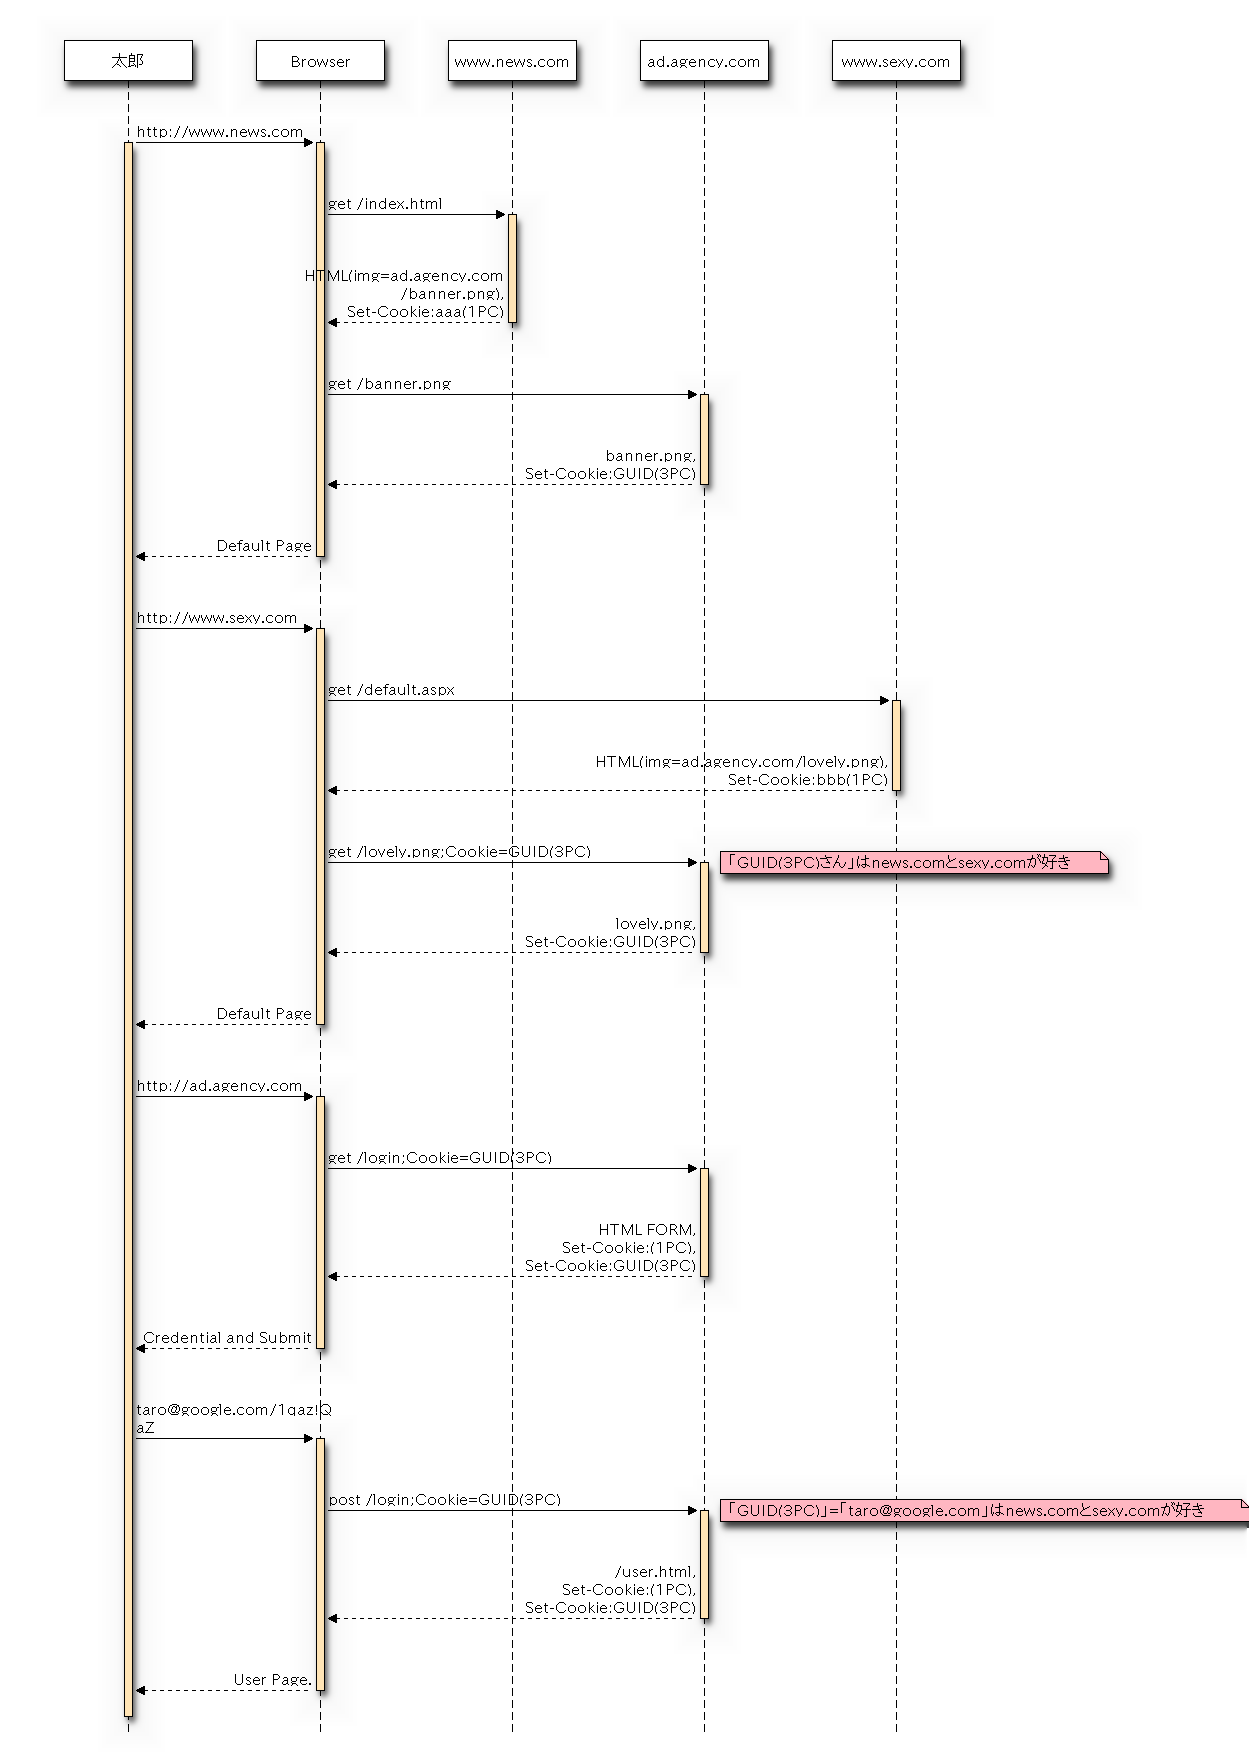 太郎
Browser
www.news.com
ad.agency.com
www.sexy.com
http://www.news.com
get /index.html
HTML(img=ad.agency.com
/banner.png),
Set-Cookie:aaa(1PC)
get /banner.png
banner.png,
Set-Cookie:GUID(3PC)
Default Page
http://www.sexy.com
get /default.aspx
HTML(img=ad.agency.com/lovely.png),
Set-Cookie:bbb(1PC)
get /lovely.png;Cookie=GUID(3PC)
「GUID(3PC)さん」はnews.comとsexy.comが好き
lovely.png,
Set-Cookie:GUID(3PC)
Default Page
http://ad.agency.com
get /login;Cookie=GUID(3PC)
HTML FORM,
Set-Cookie:(1PC),
Set-Cookie:GUID(3PC)
Credential and Submit
taro@google.com/1qaz!Q
aZ
post /login;Cookie=GUID(3PC)
「GUID(3PC)」=「taro@google.com」はnews.comとsexy.comが好き
/user.html,
Set-Cookie:(1PC),
Set-Cookie:GUID(3PC)
User Page.